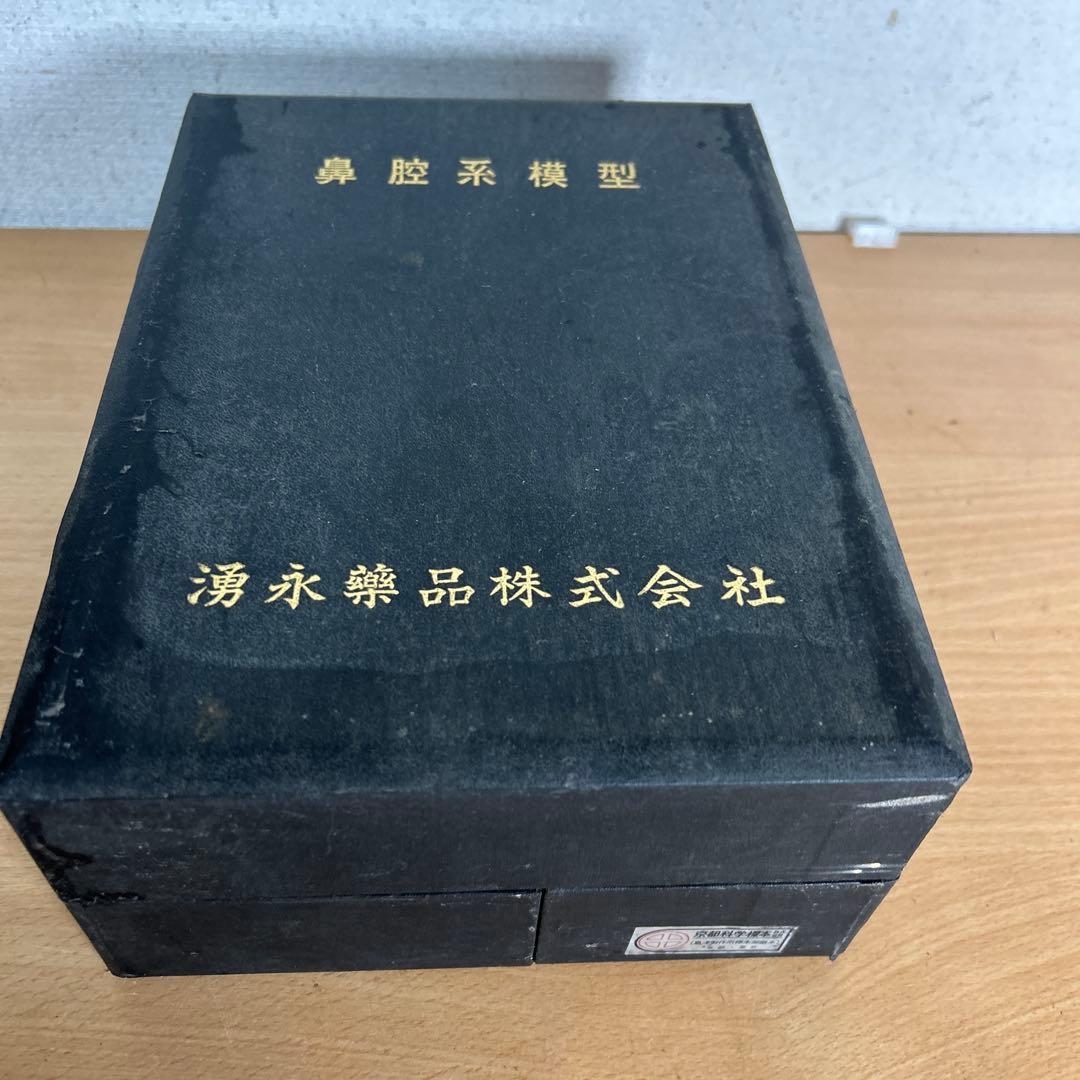 鼻腔系模型
湧永藥品株式会社
京都科学標本